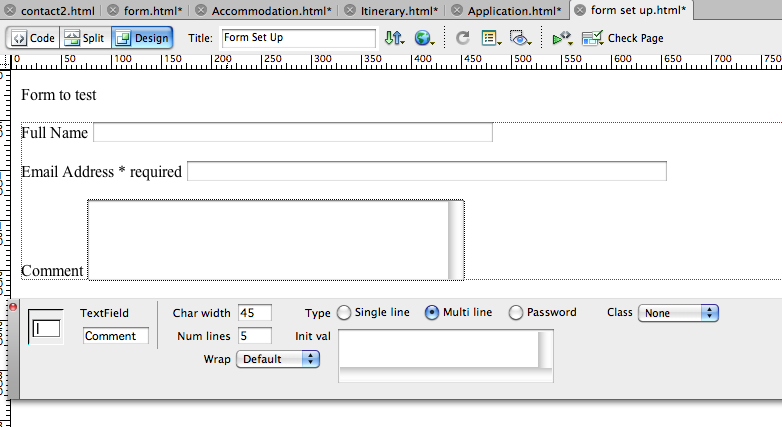 contact2.html form.html* Accommodation.html* Itinerary.html* Application.html* form set up.html*
Code Split Design Title: Form Set Up Check Page
0 50 100 150 200 250 300 350 400 450 500 550 600 650 700 750
Form to test
Full Name
Email Address * required
Comment
TextField Char width 45 Type Single line Multi line Password Class None
Comment Num lines 5 Init val
Wrap Default